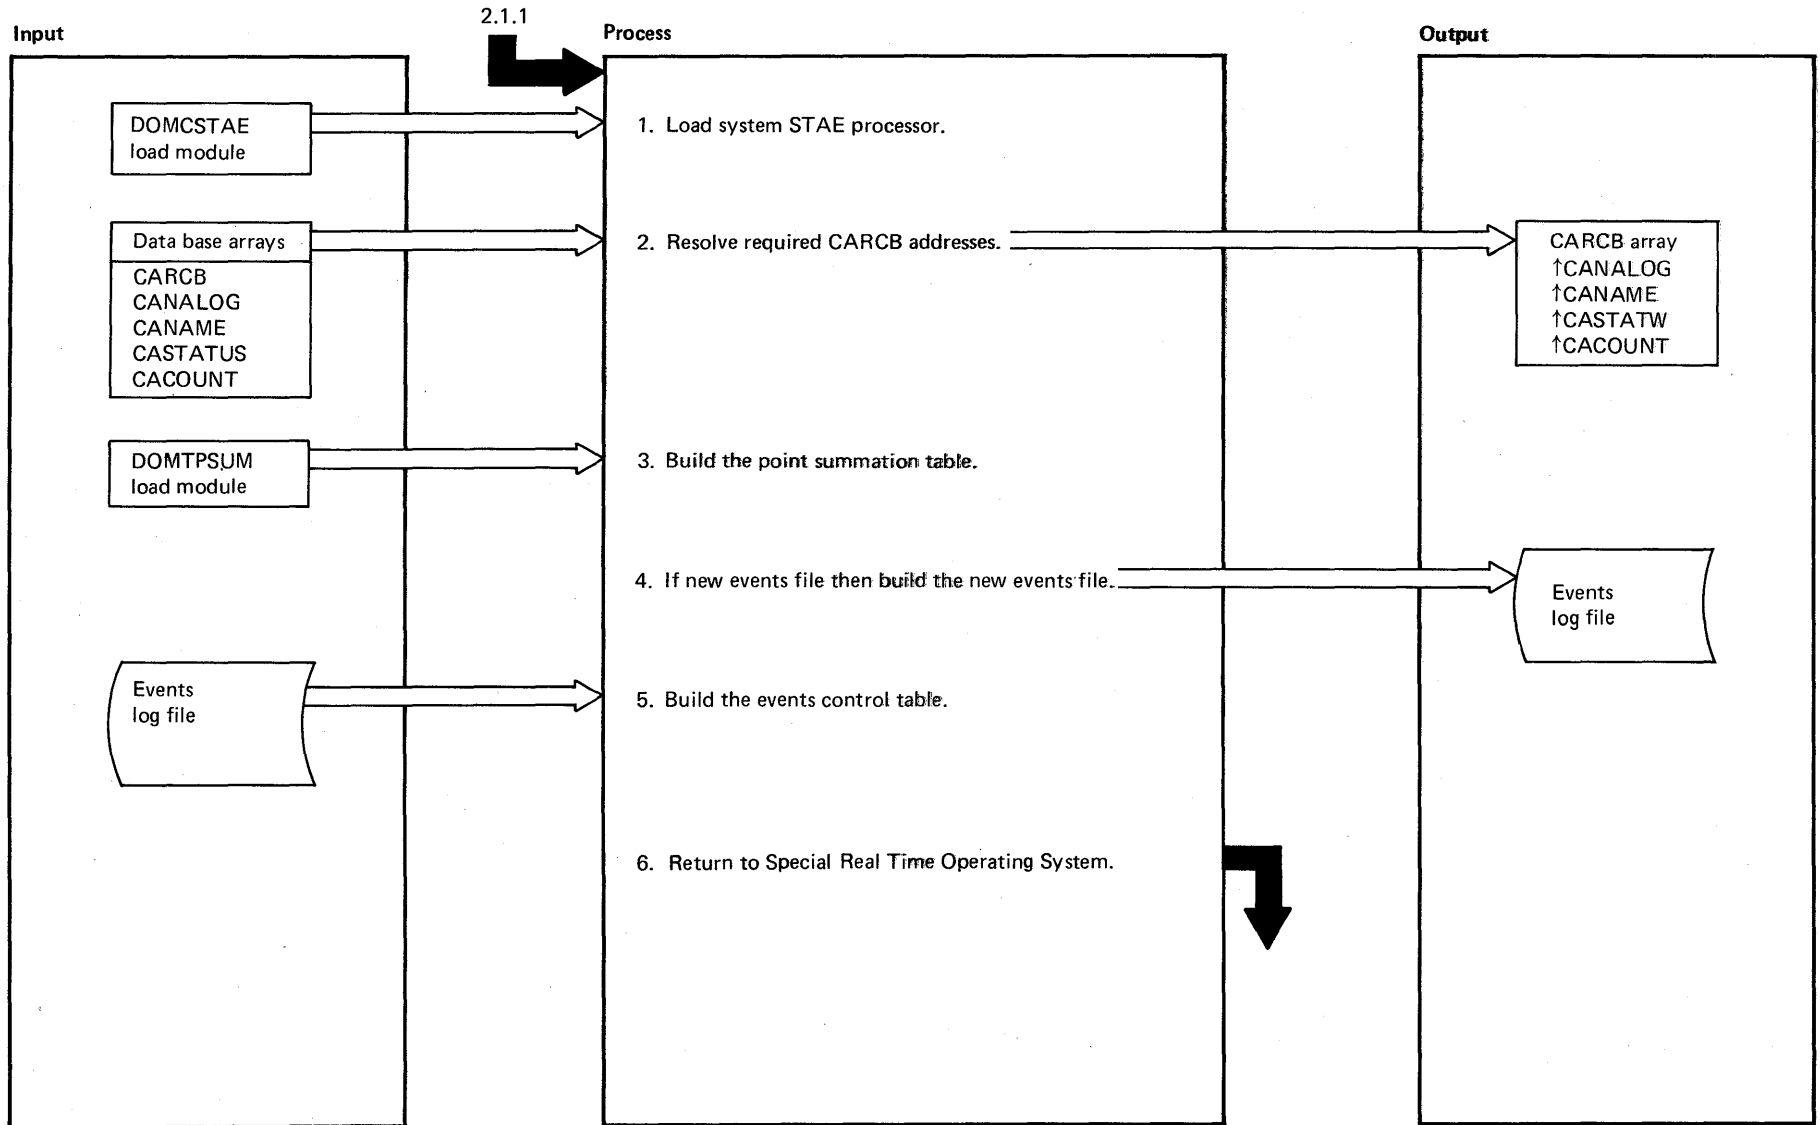 2.1.1
Input
Process
Output
DOMCSTAE
load module
1. Load system STAE processor.
Data base arrays
CARCB
CANALOG
CANAME
CASTATUS
CACOUNT
2. Resolve required CARCB addresses.
CARCB array
↑CANALOG
↑CANAME
↑CASTATW
↑CACOUNT
DOMTPSUM
load module
3. Build the point summation table.
4. If new events file then build the new events file.
Events
log file
Events
log file
5. Build the events control table.
6. Return to Special Real Time Operating System.